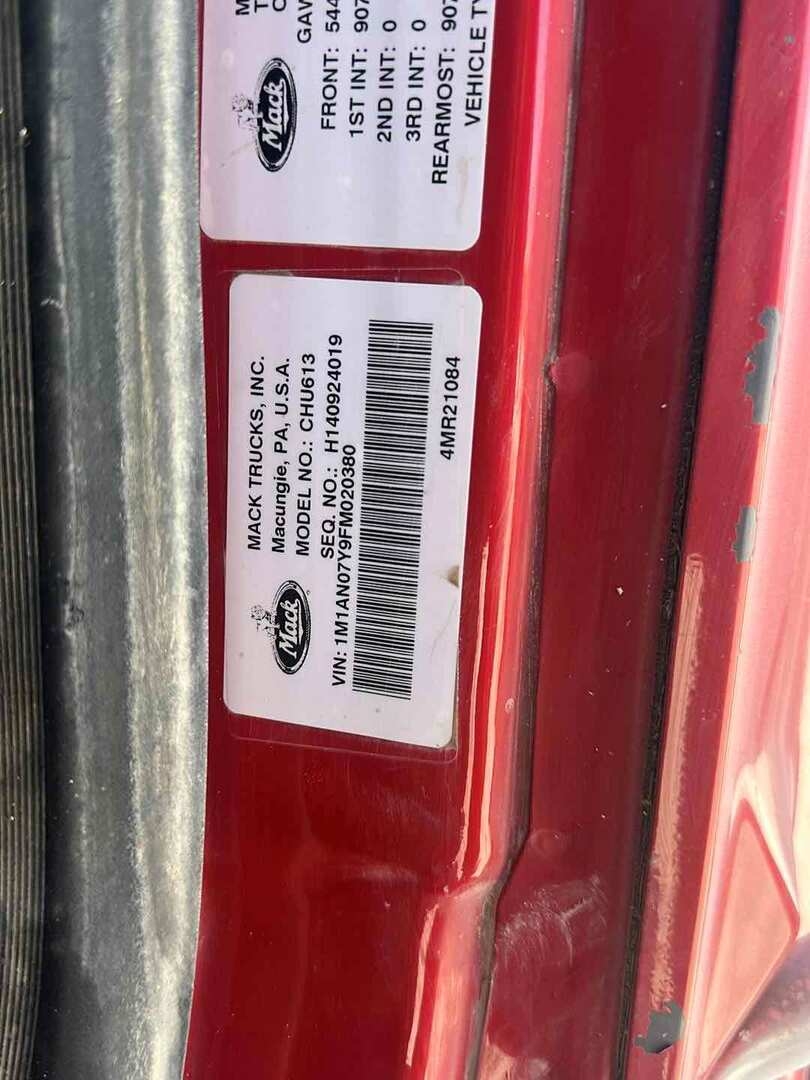 Mack
GAW
FRONT: 544
1ST INT: 907
2ND INT: 0
3RD INT: 0
REARMOST: 907
VEHICLE TY
Mack
MACK TRUCKS, INC.
Macungie, PA, U.S.A.
MODEL NO.: CHU613
SEQ. NO.: H140924019
VIN: 1M1AN07Y9FM020380
4MR21084